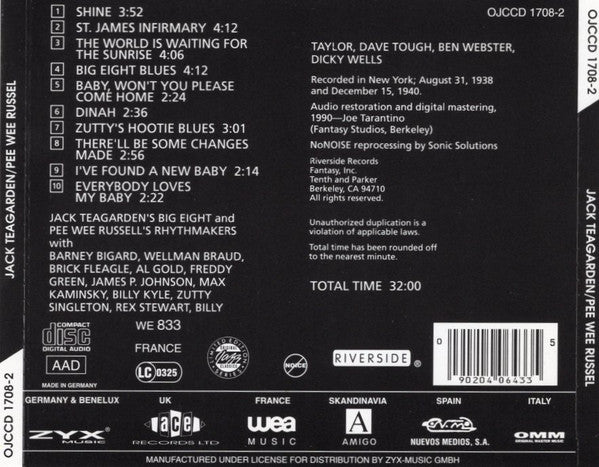 JACK TEAGARDEN/PEE WEE RUSSEL
OJCCD 1708-2
1 SHINE 3:52
2 ST. JAMES INFIRMARY 4:12
3 THE WORLD IS WAITING FOR
THE SUNRISE 4:06
4 BIG EIGHT BLUES 4:12
5 BABY, WON'T YOU PLEASE
COME HOME 2:24
6 DINAH 2:36
7 ZUTTY'S HOOTIE BLUES 3:01
8 THERE'LL BE SOME CHANGES
MADE 2:56
9 I'VE FOUND A NEW BABY 2:14
10 EVERYBODY LOVES
MY BABY 2:22
JACK TEAGARDEN'S BIG EIGHT and
PEE WEE RUSSELL'S RHYTHMAKERS
with
BARNEY BIGARD, WELLMAN BRAUD,
BRICK FLEAGLE, AL GOLD, FREDDY
GREEN, JAMES P. JOHNSON, MAX
KAMINSKY, BILLY KYLE, ZUTTY
SINGLETON, REX STEWART, BILLY
OJCCD 1708-2
TAYLOR, DAVE TOUGH, BEN WEBSTER,
DICKY WELLS
Recorded in New York; August 31, 1938
and December 15, 1940.
Audio restoration and digital mastering,
1990—Joe Tarantino
(Fantasy Studios, Berkeley)
NoNOISE reprocessing by Sonic Solutions
Riverside Records
Fantasy, Inc.
Tenth and Parker
Berkeley, CA 94710
All rights reserved.
Unauthorized duplication is a
violation of applicable laws.
Total time has been rounded off
to the nearest minute.
TOTAL TIME 32:00
COMPACT
disc
DIGITAL AUDIO
AAD
MADE IN GERMANY
WE 833
FRANCE
LC 0325
LIMITED EDITION
ORIGINAL
Jazz
CLASSICS
SERIES
NONOICE
RIVERSIDE®
0 5
90204 06433
GERMANY & BENELUX
ZYX
MUSIC
UK
ace
RECORDS LTD
FRANCE
wea
MUSIC
SKANDINAVIA
A
AMIGO
SPAIN
NUEVOS MEDIOS, S.A.
ITALY
OMM
ORIGINAL MASTER MUSIC
MANUFACTURED UNDER LICENSE FOR DISTRIBUTION BY ZYX-MUSIC GMBH
OJCCD 1708-2
JACK TEAGARDEN/PEE WEE RUSSEL